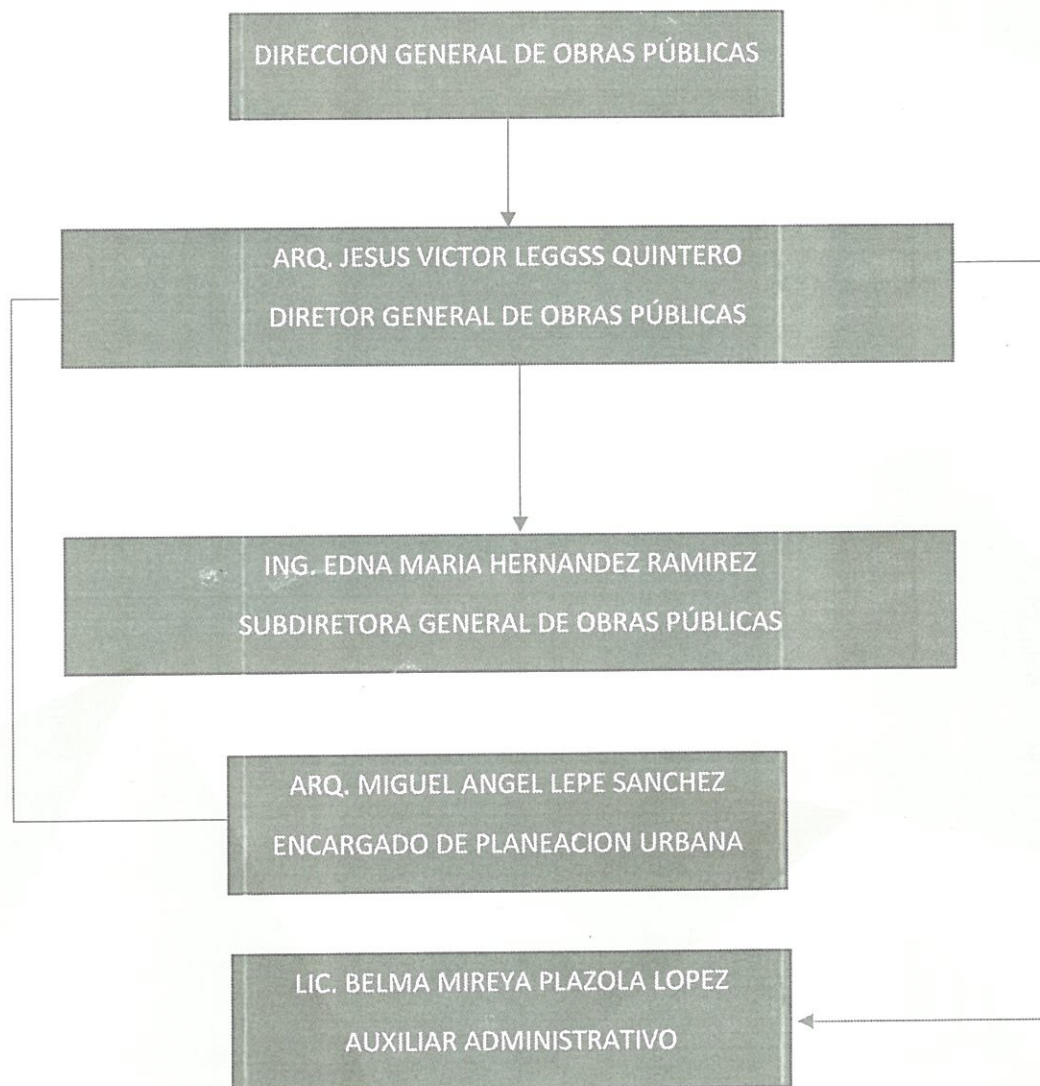 DIRECCION GENERAL DE OBRAS PÚBLICAS
ARQ. JESUS VICTOR LEGGSS QUINTERO
DIRETOR GENERAL DE OBRAS PÚBLICAS
ING. EDNA MARIA HERNANDEZ RAMIREZ
SUBDIRETORA GENERAL DE OBRAS PÚBLICAS
ARQ. MIGUEL ANGEL LEPE SANCHEZ
ENCARGADO DE PLANEACION URBANA
LIC. BELMA MIREYA PLAZOLA LOPEZ
AUXILIAR ADMINISTRATIVO